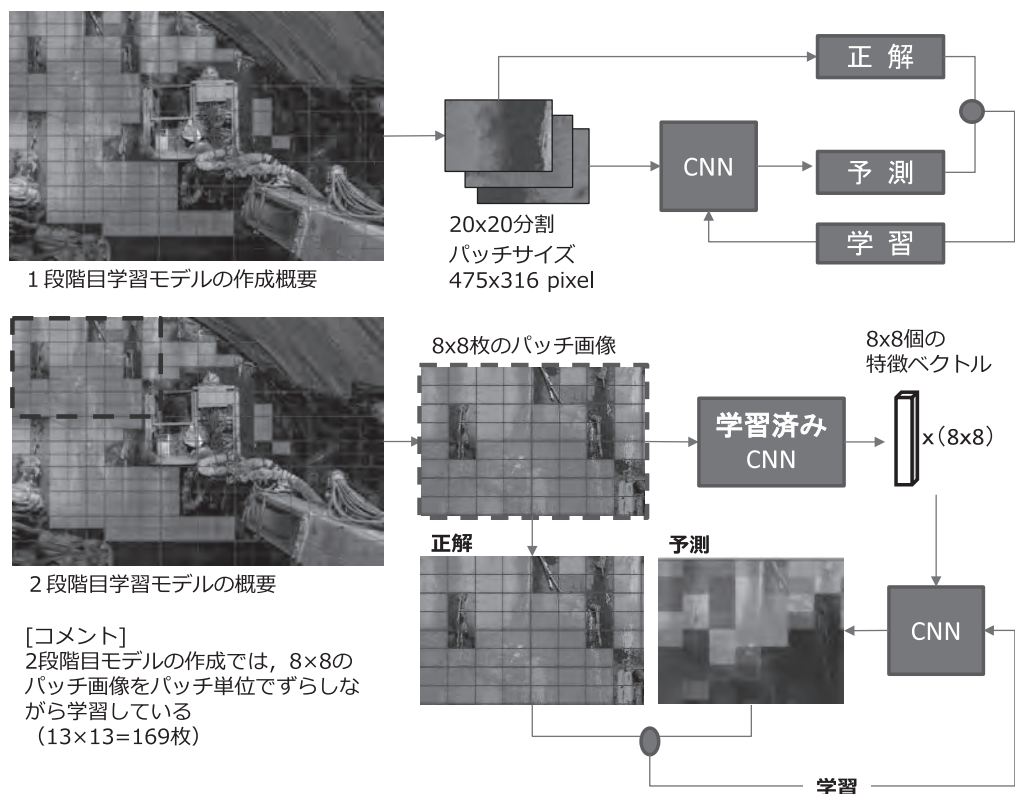 正 解
CNN
予 測
学 習
20x20分割
パッチサイズ
475x316 pixel
1段階目学習モデルの作成概要
8x8枚のパッチ画像
8x8個の
特徴ベクトル
学習済み
CNN
x(8x8)
正解
予測
CNN
2段階目学習モデルの概要
[コメント]
2段階目モデルの作成では，8×8の
パッチ画像をパッチ単位でずらしな
がら学習している
（13×13=169枚）
学習